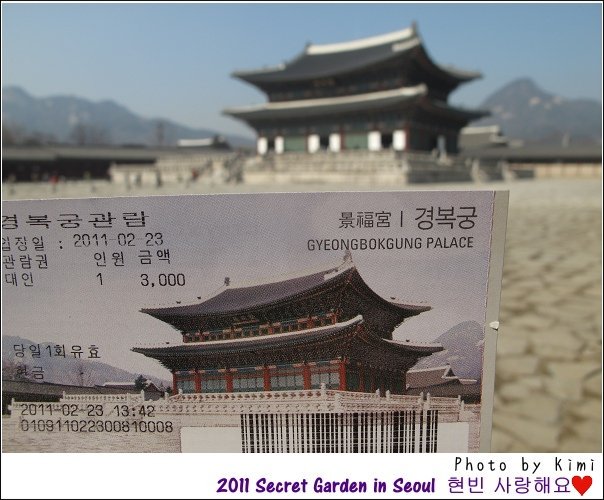 경복궁관람
입장일 : 2011-02-23
관람권 인원 금액
대인 1 3,000
景福宮 | 경복궁
GYEONGBOKGUNG PALACE
당일1회유효
현금
2011-02-23 13:42
010911022300810008
Photo by Kimi
2011 Secret Garden in Seoul 현빈 사랑해요❤